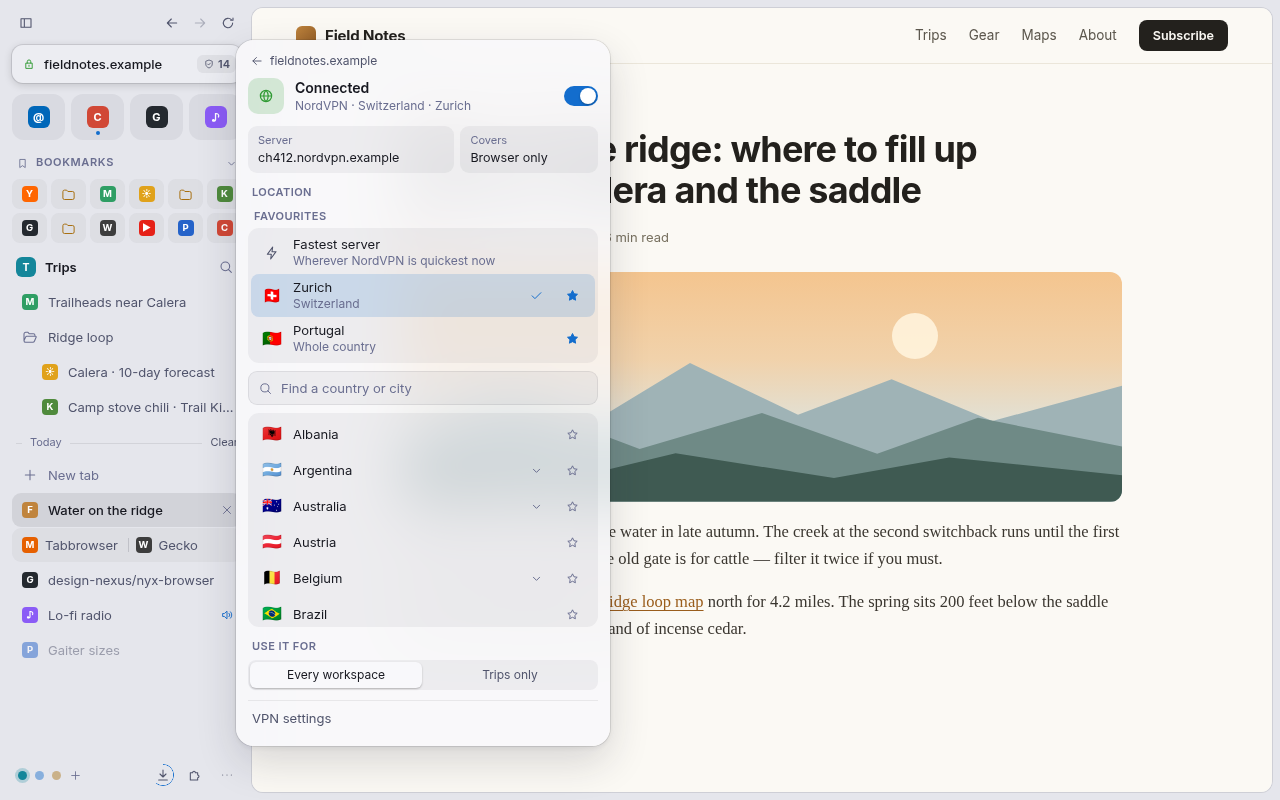 fieldnotes.example
14
@
C
G
BOOKMARKS
Y
M
K
G
W
P
C
T
Trips
M
Trailheads near Calera
Ridge loop
Calera · 10-day forecast
K
Camp stove chili · Trail Ki...
Today
Clear
New tab
F
Water on the ridge
M
Tabbrowser
W
Gecko
G
design-nexus/nyx-browser
Lo-fi radio
P
Gaiter sizes
fieldnotes.example
Connected
NordVPN · Switzerland · Zurich
Server
ch412.nordvpn.example
Covers
Browser only
LOCATION
FAVOURITES
Fastest server
Wherever NordVPN is quickest now
Zurich
Switzerland
Portugal
Whole country
Find a country or city
Albania
Argentina
Australia
Austria
Belgium
Brazil
USE IT FOR
Every workspace
Trips only
VPN settings
Field Notes
Trips
Gear
Maps
About
Subscribe
ridge: where to fill up
and the saddle
min read
water in late autumn. The creek at the second switchback runs until the first
old gate is for cattle — filter it twice if you must.
loop map north for 4.2 miles. The spring sits 200 feet below the saddle
of incense cedar.